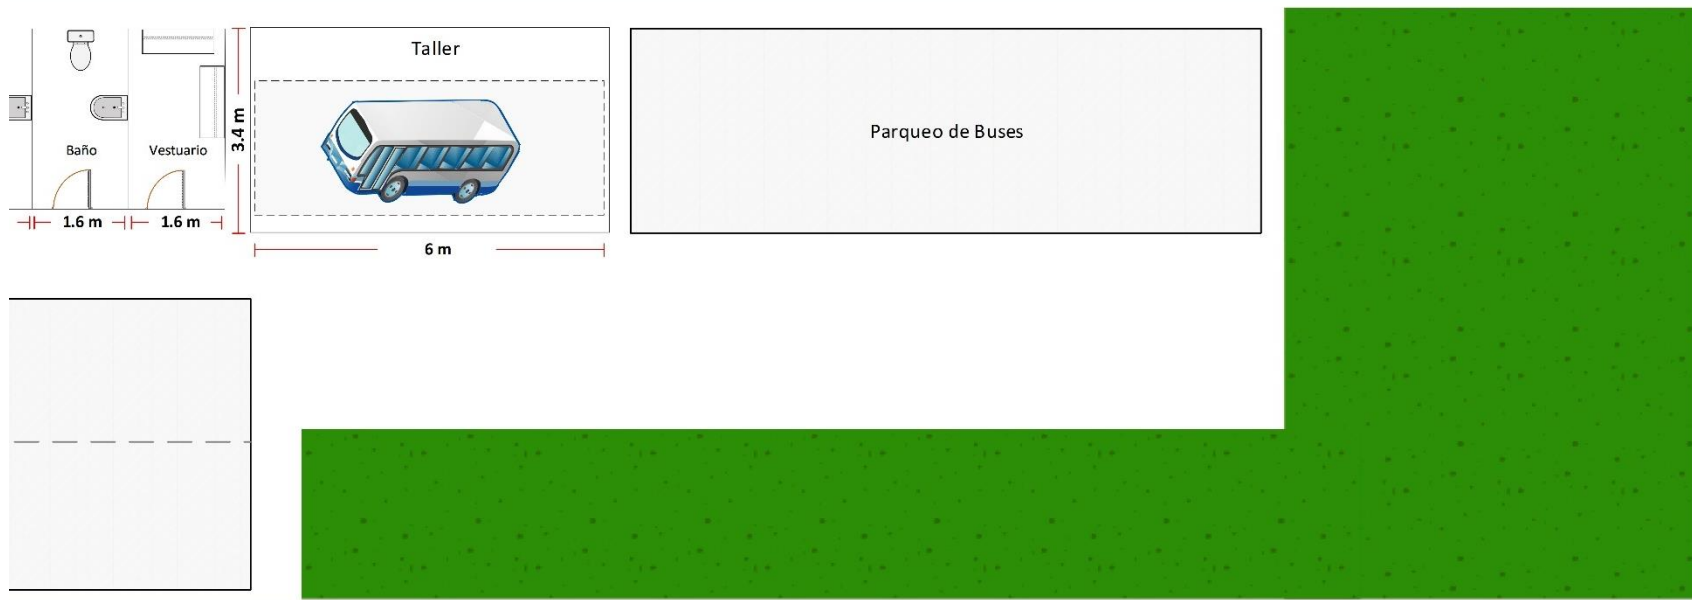 Taller
Parqueo de Buses
3.4 m
Baño
Vestuario
1.6 m
1.6 m
6 m